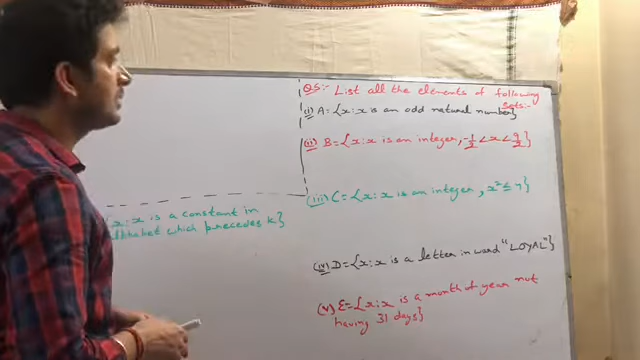 Q5:- List all the elements of following
sets:-
(i) A={x:x is an odd natural number}
(ii) B={x:x is an integer, -1/2<x<9/2}
(iii) C={x:x is an integer, x²≤4}
(iv) D={x:x is a letter in word "LOYAL"}
(v) E={x:x is a month of year not
having 31 days}
{x:x is a constant in
alphabet which precedes k}